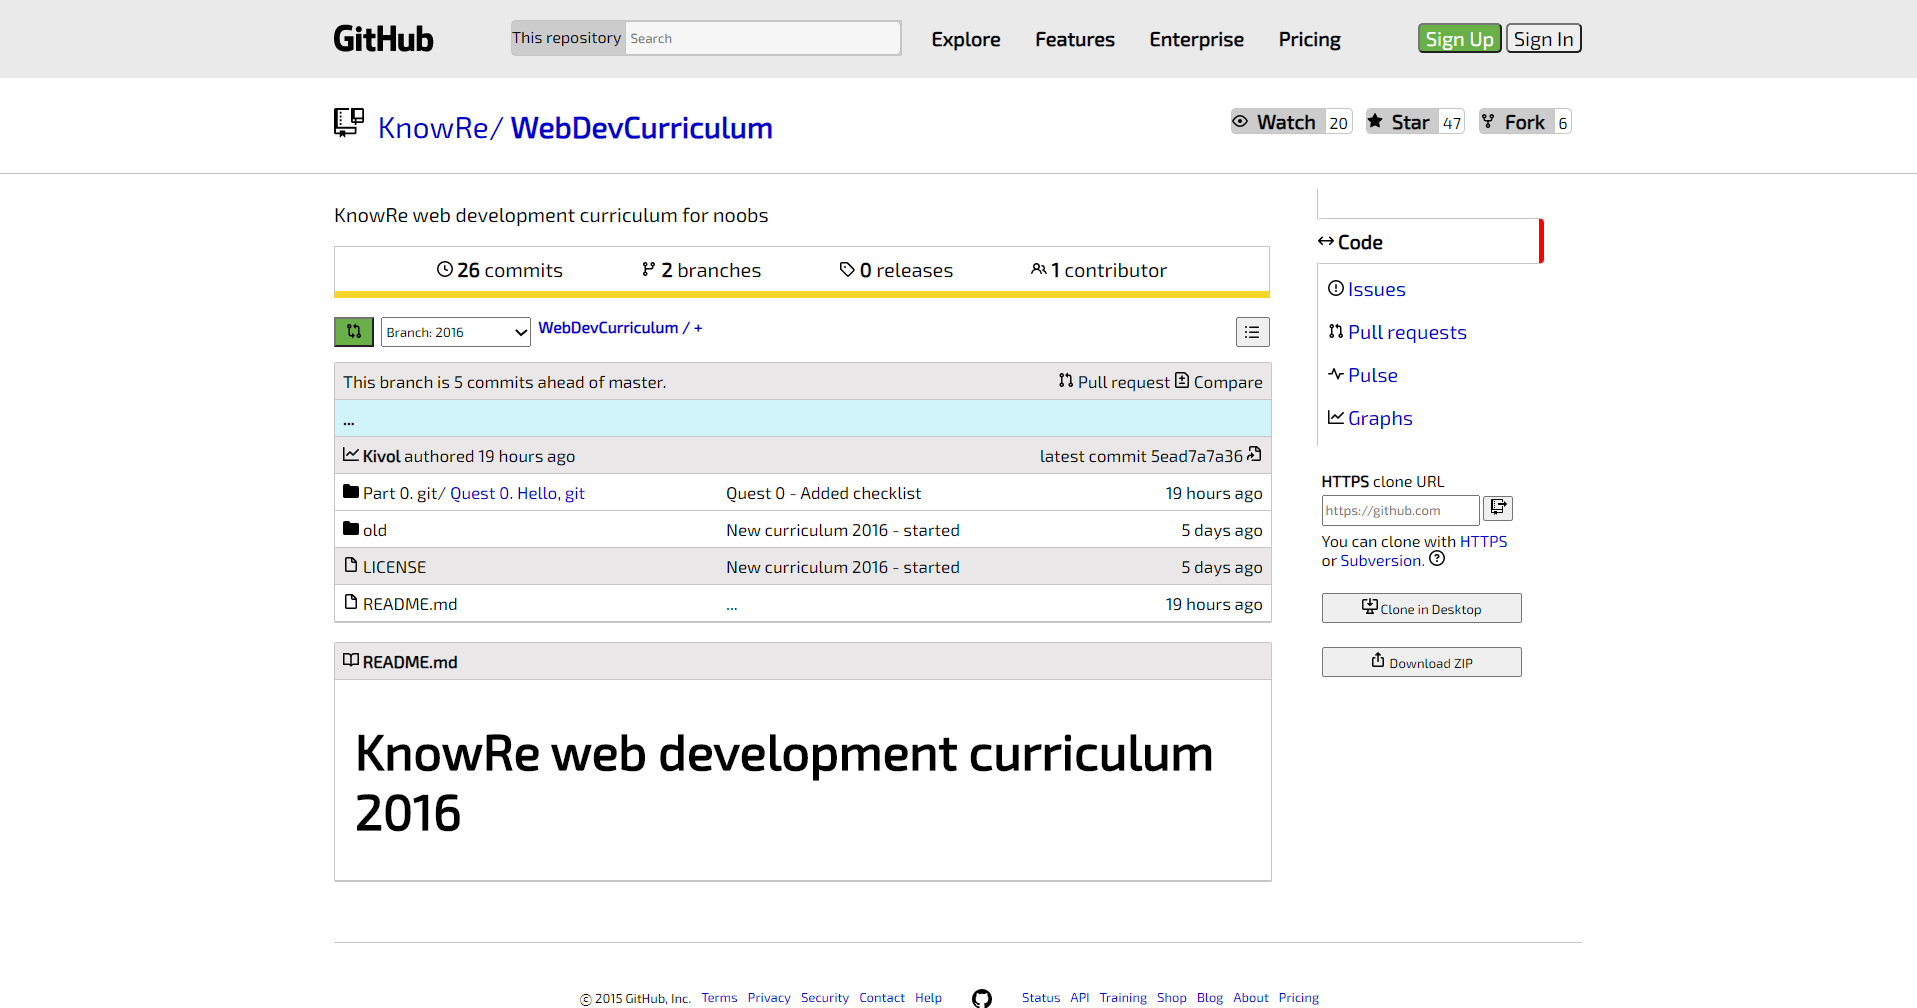 GitHub This repository Search Explore Features Enterprise Pricing Sign Up Sign In
KnowRe/ WebDevCurriculum Watch 20 Star 47 Fork 6
KnowRe web development curriculum for noobs
26 commits 2 branches 0 releases 1 contributor
Branch: 2016 WebDevCurriculum / +
This branch is 5 commits ahead of master. Pull request Compare
...
Kivol authored 19 hours ago latest commit 5ead7a7a36
Part 0. git/ Quest 0. Hello, git Quest 0 - Added checklist 19 hours ago
old New curriculum 2016 - started 5 days ago
LICENSE New curriculum 2016 - started 5 days ago
README.md ... 19 hours ago
README.md
KnowRe web development curriculum
2016
Code
Issues
Pull requests
Pulse
Graphs
HTTPS clone URL
https://github.com
You can clone with HTTPS
or Subversion.
Clone in Desktop
Download ZIP
© 2015 GitHub, Inc. Terms Privacy Security Contact Help Status API Training Shop Blog About Pricing